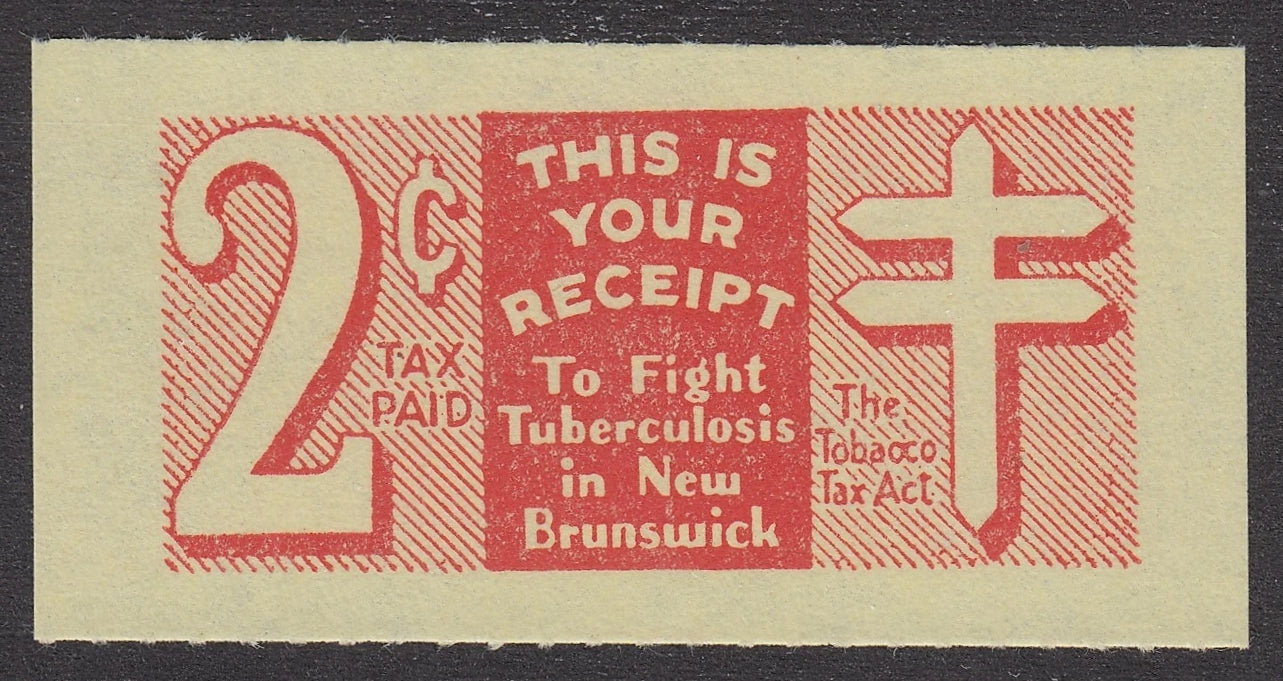 2¢
TAX
PAID
THIS IS
YOUR
RECEIPT
To Fight
Tuberculosis
in New
Brunswick
The
Tobacco
Tax Act